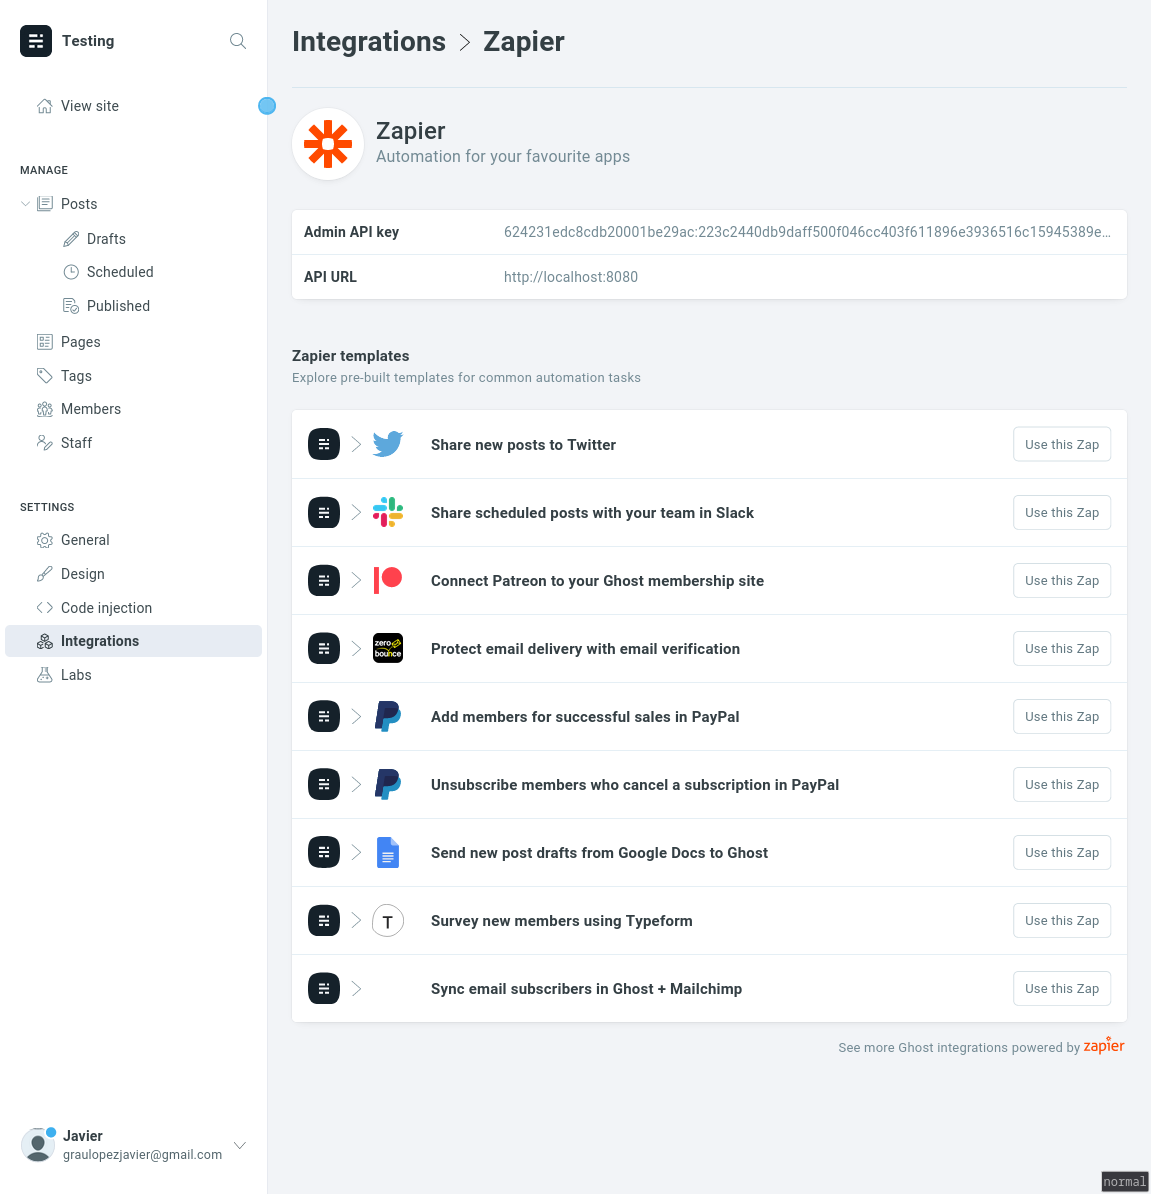 Testing
View site
MANAGE
Posts
Drafts
Scheduled
Published
Pages
Tags
Members
Staff
SETTINGS
General
Design
Code injection
Integrations
Labs
Javier
graulopezjavier@gmail.com
Integrations > Zapier
Zapier
Automation for your favourite apps
Admin API key 624231edc8cdb20001be29ac:223c2440db9daff500f046cc403f611896e3936516c15945389e…
API URL http://localhost:8080
Zapier templates
Explore pre-built templates for common automation tasks
Share new posts to Twitter Use this Zap
Share scheduled posts with your team in Slack Use this Zap
Connect Patreon to your Ghost membership site Use this Zap
zero bounce Protect email delivery with email verification Use this Zap
Add members for successful sales in PayPal Use this Zap
Unsubscribe members who cancel a subscription in PayPal Use this Zap
Send new post drafts from Google Docs to Ghost Use this Zap
T Survey new members using Typeform Use this Zap
Sync email subscribers in Ghost + Mailchimp Use this Zap
See more Ghost integrations powered by zapier
normal